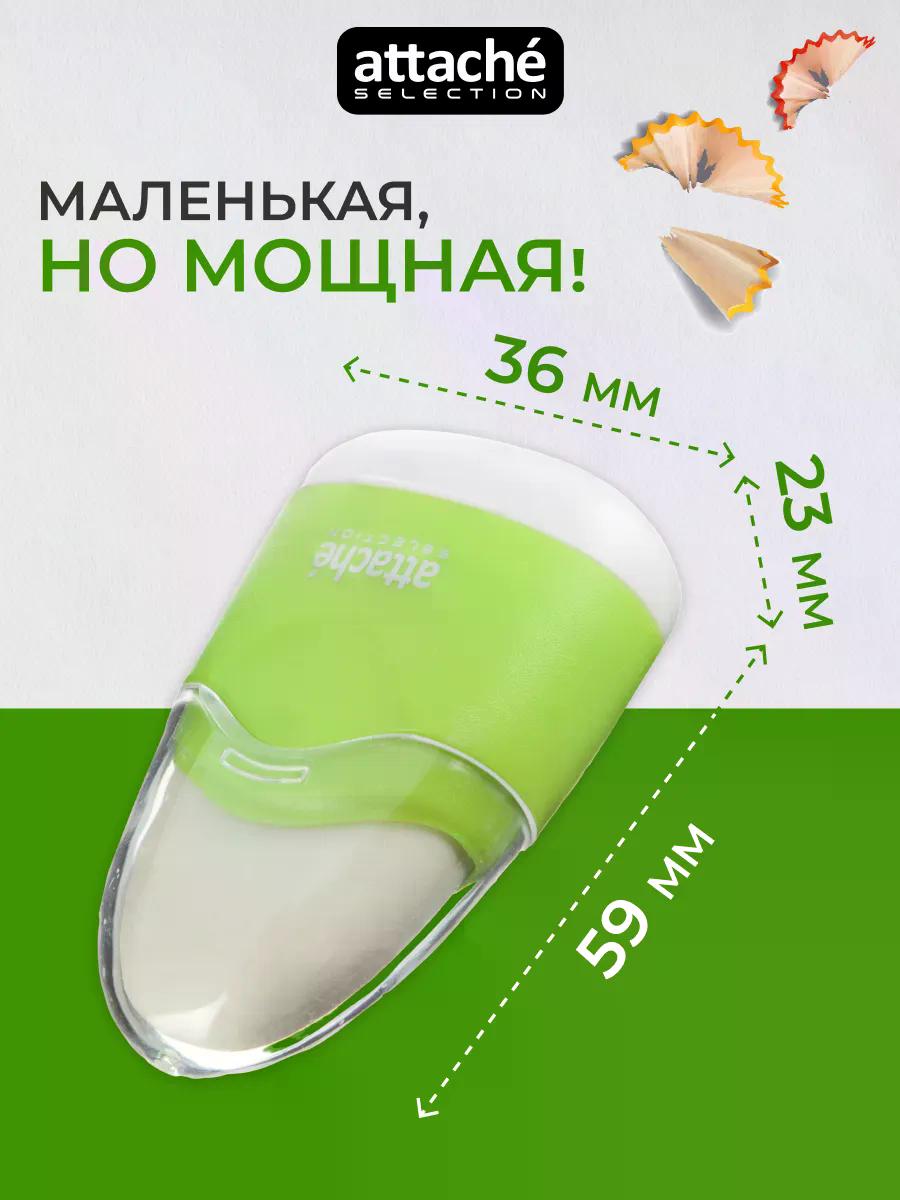 attaché
SELECTION
МАЛЕНЬКАЯ,
НО МОЩНАЯ!
36 мм
23 мм
attaché
SELECTION
59 мм